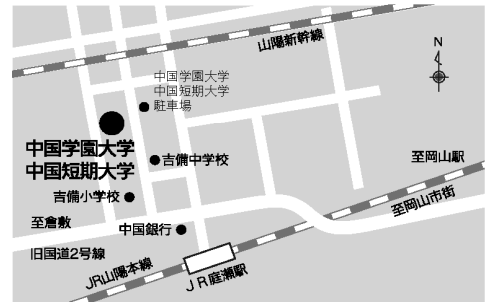 山陽新幹線
N
中国学園大学
中国短期大学
駐車場
中国学園大学
中国短期大学
吉備中学校
至岡山駅
吉備小学校
至岡山市街
至倉敷
中国銀行
旧国道2号線
JR山陽本線
JR庭瀬駅